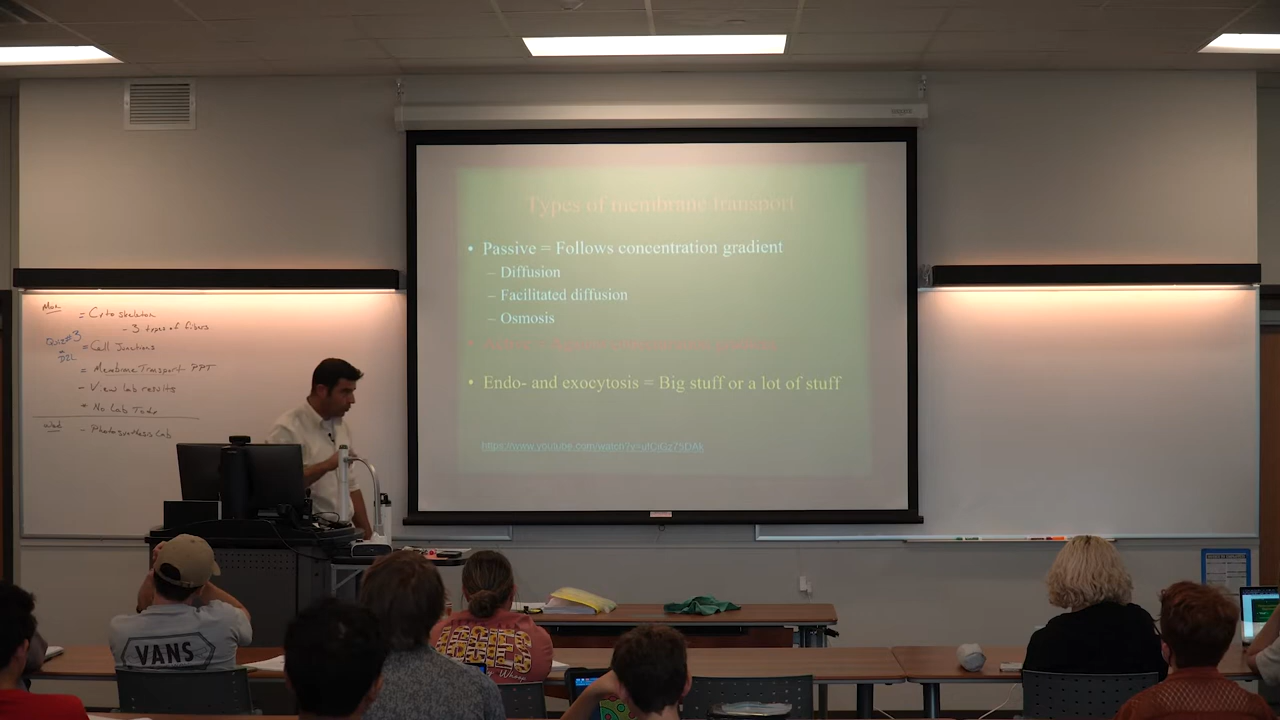 Types of membrane transport
• Passive = Follows concentration gradient
– Diffusion
– Facilitated diffusion
– Osmosis
• Endo- and exocytosis = Big stuff or a lot of stuff
Mon
= Cytoskeleton
- 3 types of fibers
Quiz #3
= Cell Junctions
= Membrane Transport PPT
- View lab results
+ No Lab Today
- Photosynthesis Lab
VANS